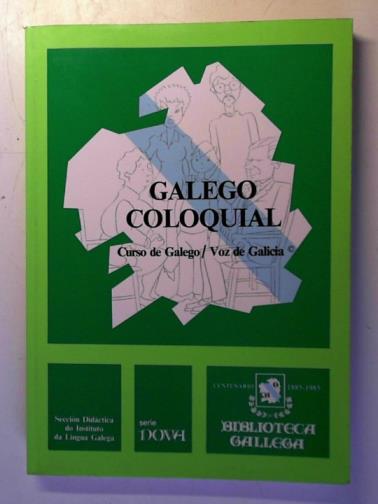 GALEGO
COLOQUIAL
Curso de Galego / Voz de Galicia ©
Sección Didáctica
do Instituto
da Lingua Galega
serie
NOVA
CENTENARIO 1885-1985
BIBLIOTECA
GALLEGA